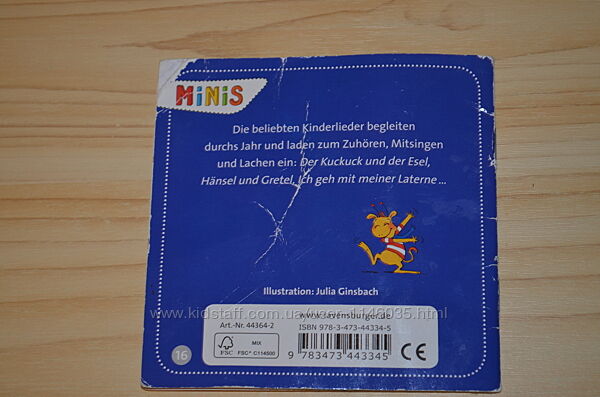 MiNiS
Die beliebten Kinderlieder begleiten
durchs Jahr und laden zum Zuhören, Mitsingen
und Lachen ein: Der Kuckuck und der Esel,
Hänsel und Gretel, Ich geh mit meiner Laterne ...
Illustration: Julia Ginsbach
www.kidstaff.com.ua
www.ravensburger.de
Art.-Nr. 44364-2
ISBN 978-3-473-44334-5
FSC
MIX
FSC® C114500
9 783473 443345
CE
16